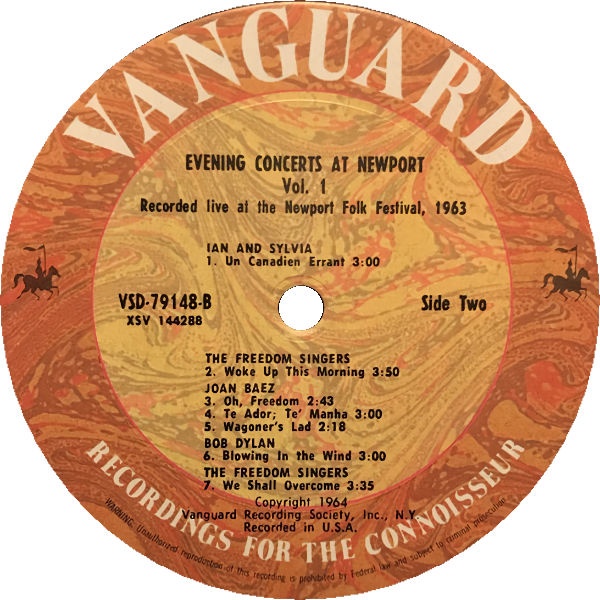 VANGUARD
EVENING CONCERTS AT NEWPORT
Vol. 1
Recorded live at the Newport Folk Festival, 1963
IAN AND SYLVIA
1. Un Canadien Errant 3:00
VSD-79148-B
XSV 144288
Side Two
THE FREEDOM SINGERS
2. Woke Up This Morning 3:50
JOAN BAEZ
3. Oh, Freedom 2:43
4. Te Ador; Te' Manha 3:00
5. Wagoner's Lad 2:18
BOB DYLAN
6. Blowing In the Wind 3:00
THE FREEDOM SINGERS
7. We Shall Overcome 3:35
Copyright 1964
Vanguard Recording Society, Inc., N.Y.
Recorded in U.S.A.
RECORDINGS FOR THE CONNOISSEUR
WARNING: Unauthorized reproduction of this recording is prohibited by Federal law and subject to criminal prosecution